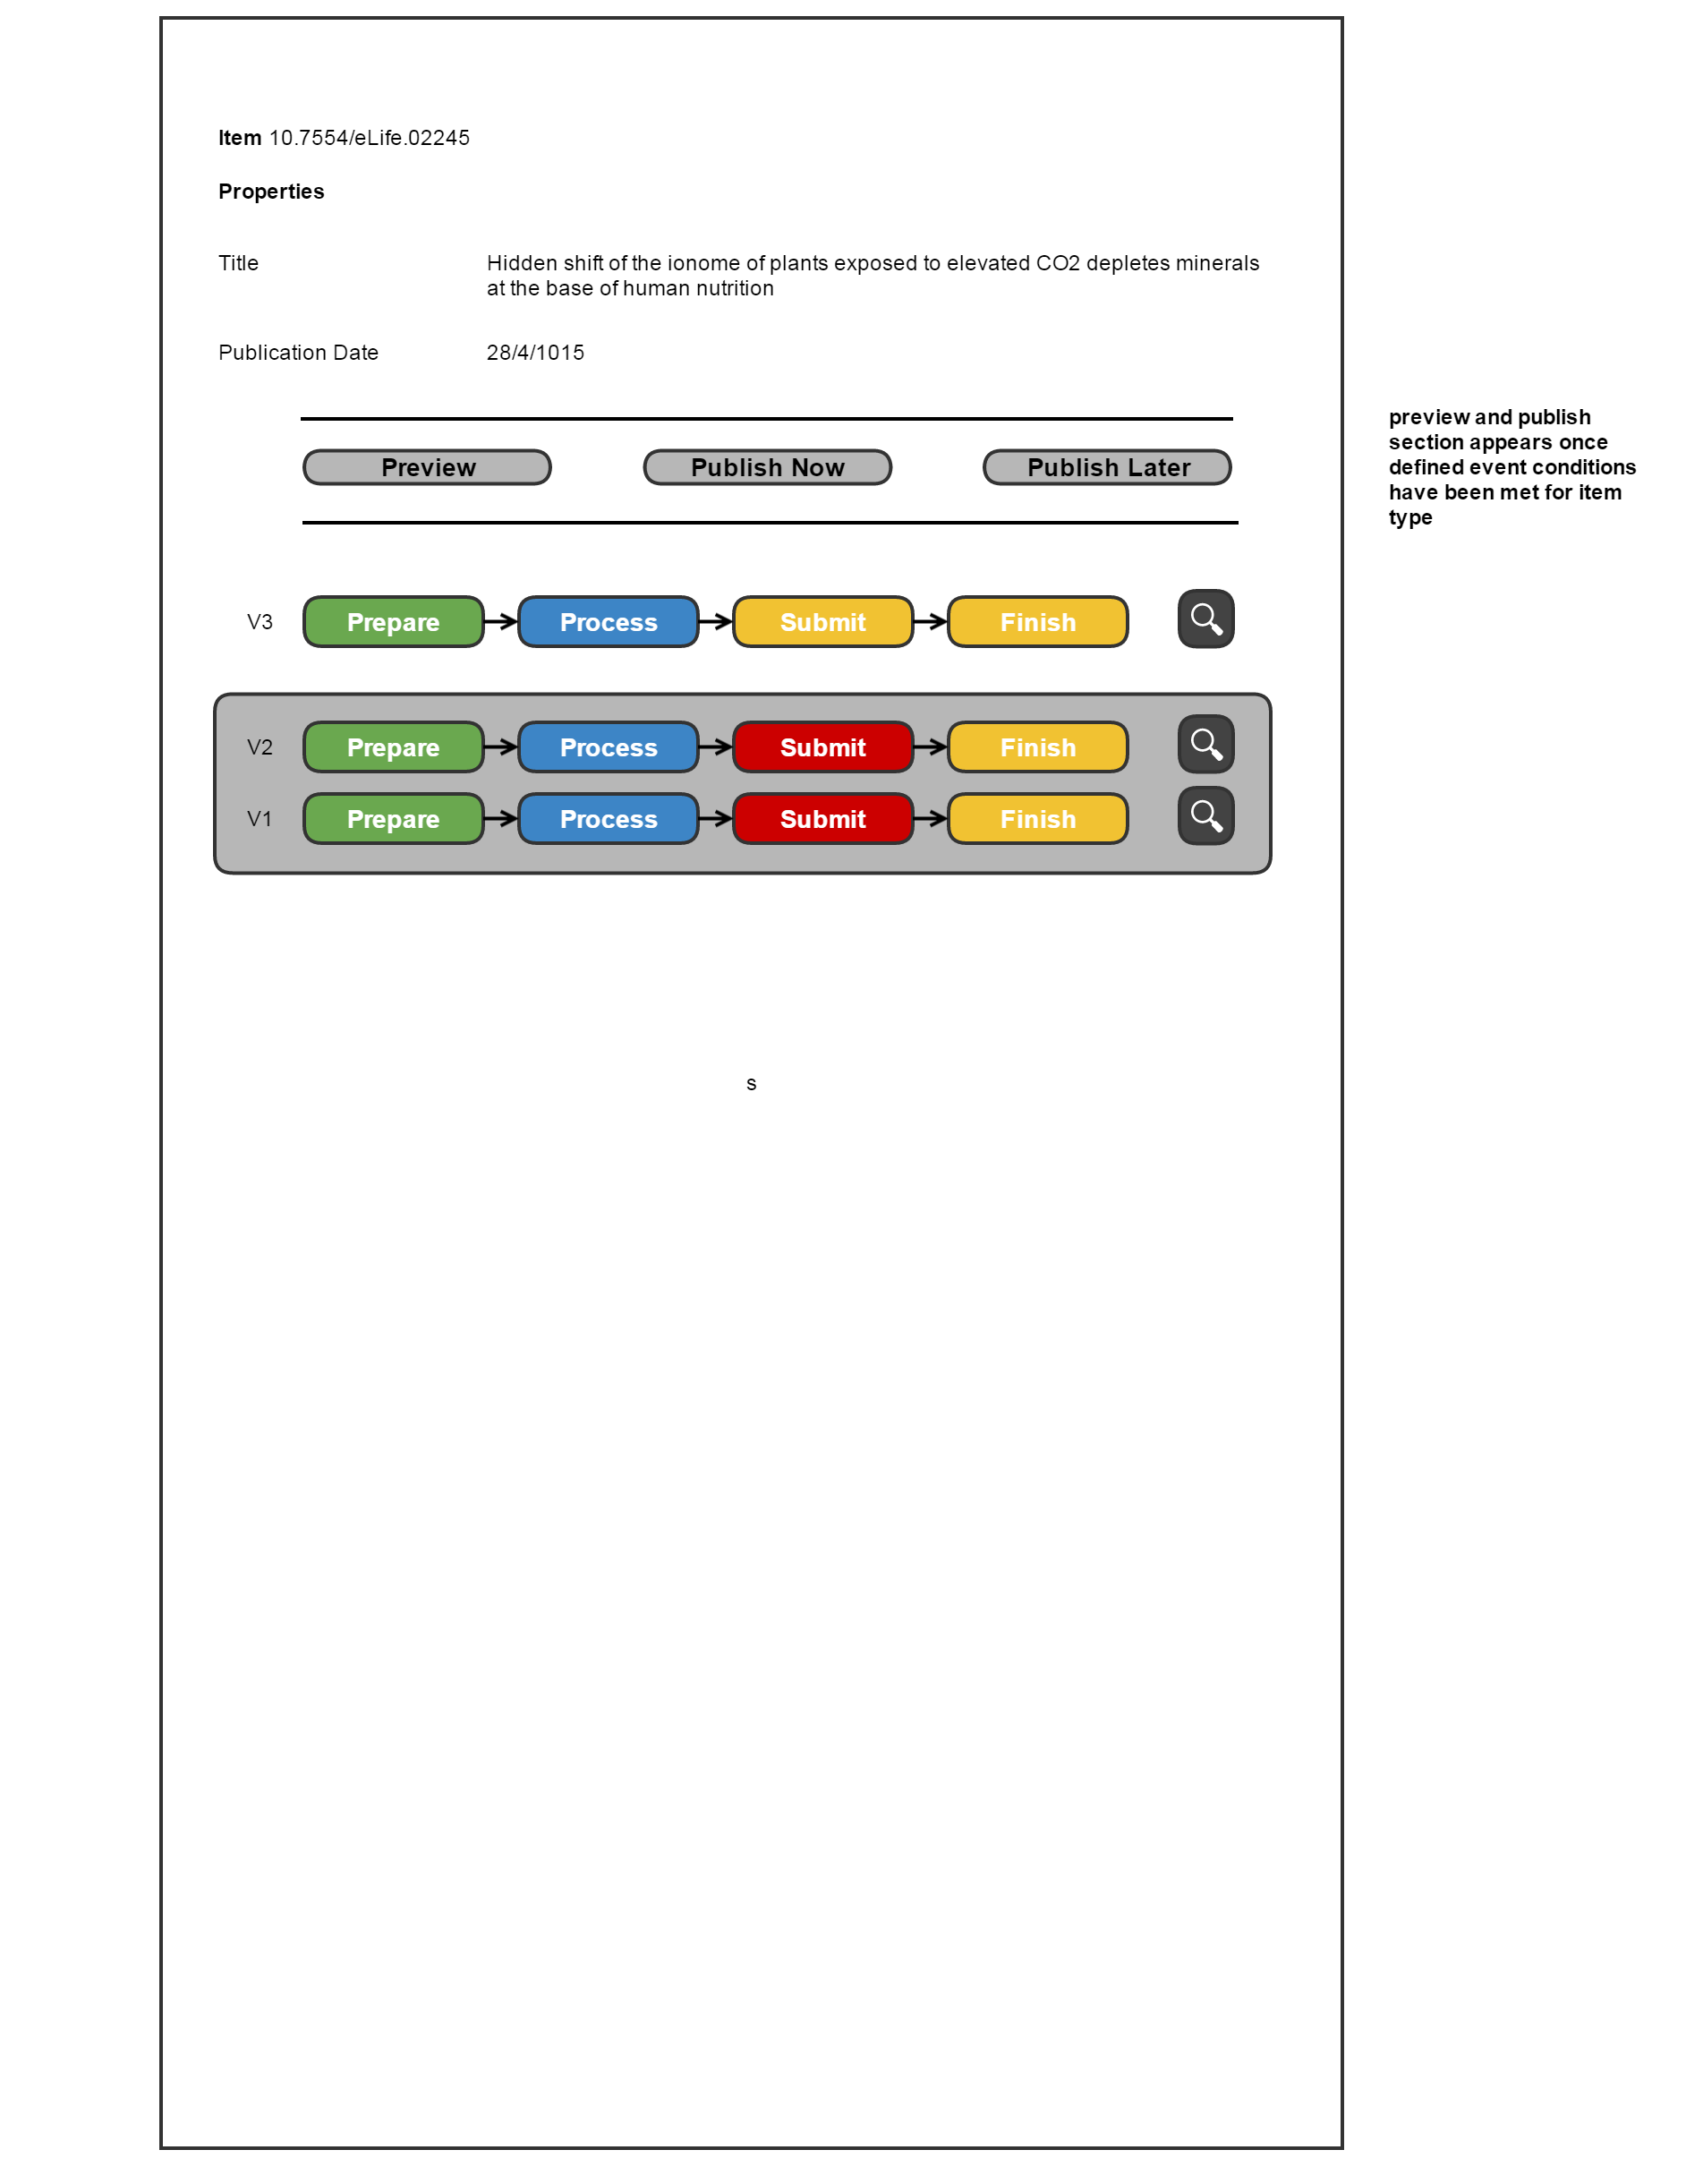 Item 10.7554/eLife.02245
Properties
Title
Hidden shift of the ionome of plants exposed to elevated CO2 depletes minerals
at the base of human nutrition
Publication Date
28/4/1015
Preview
Publish Now
Publish Later
preview and publish
section appears once
defined event conditions
have been met for item
type
V3 Prepare Process Submit Finish
V2 Prepare Process Submit Finish
V1 Prepare Process Submit Finish
s